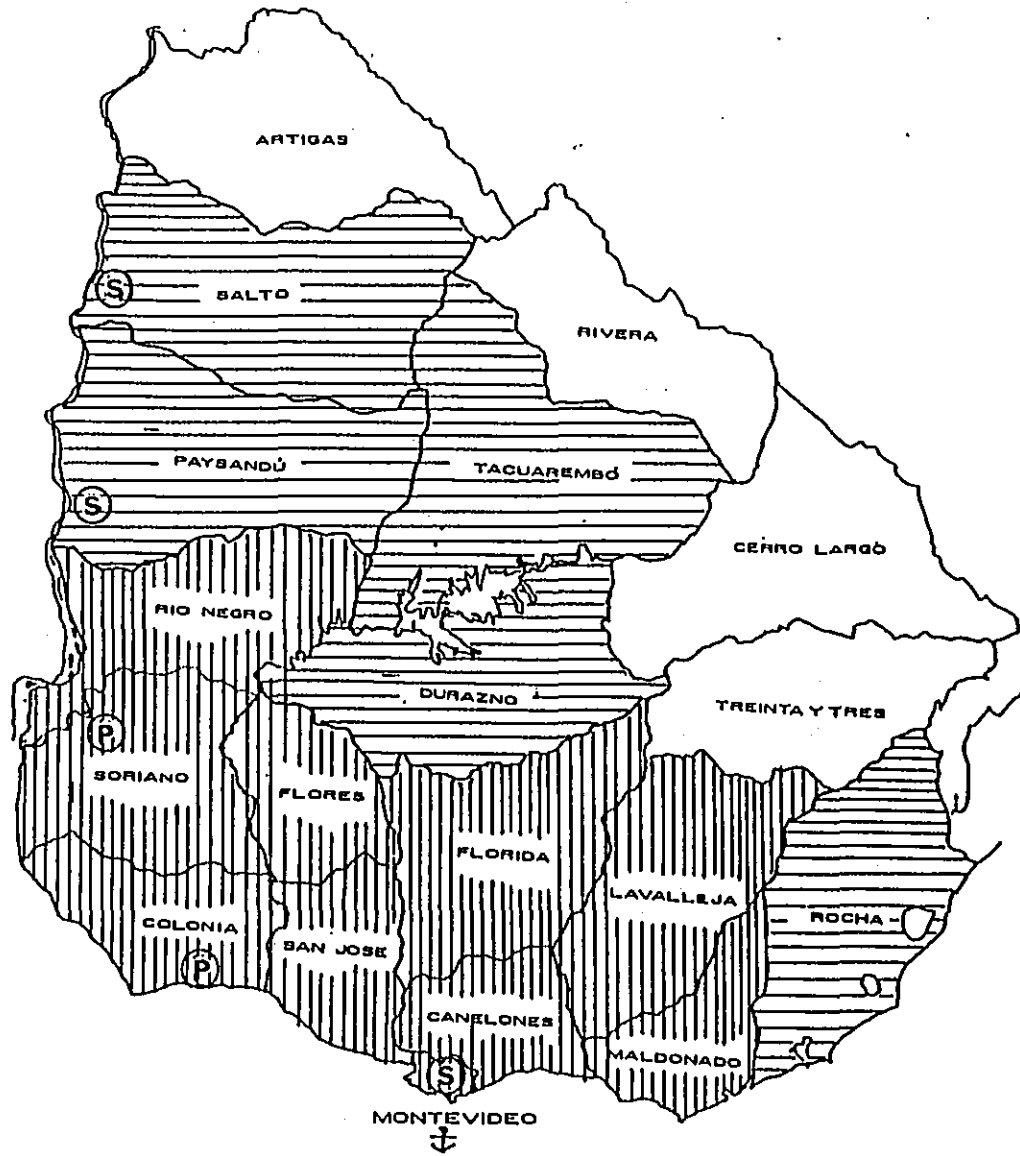 ARTIGAS
SALTO
S
RIVERA
PAYSANDÚ
TACUAREMBÓ
S
CERRO LARGO
RIO NEGRO
DURAZNO
TREINTA Y TRES
P
SORIANO
FLORES
FLORIDA
LAVALLEJA
COLONIA
ROCHA
SAN JOSE
P
CANELONES
MALDONADO
S
MONTEVIDEO